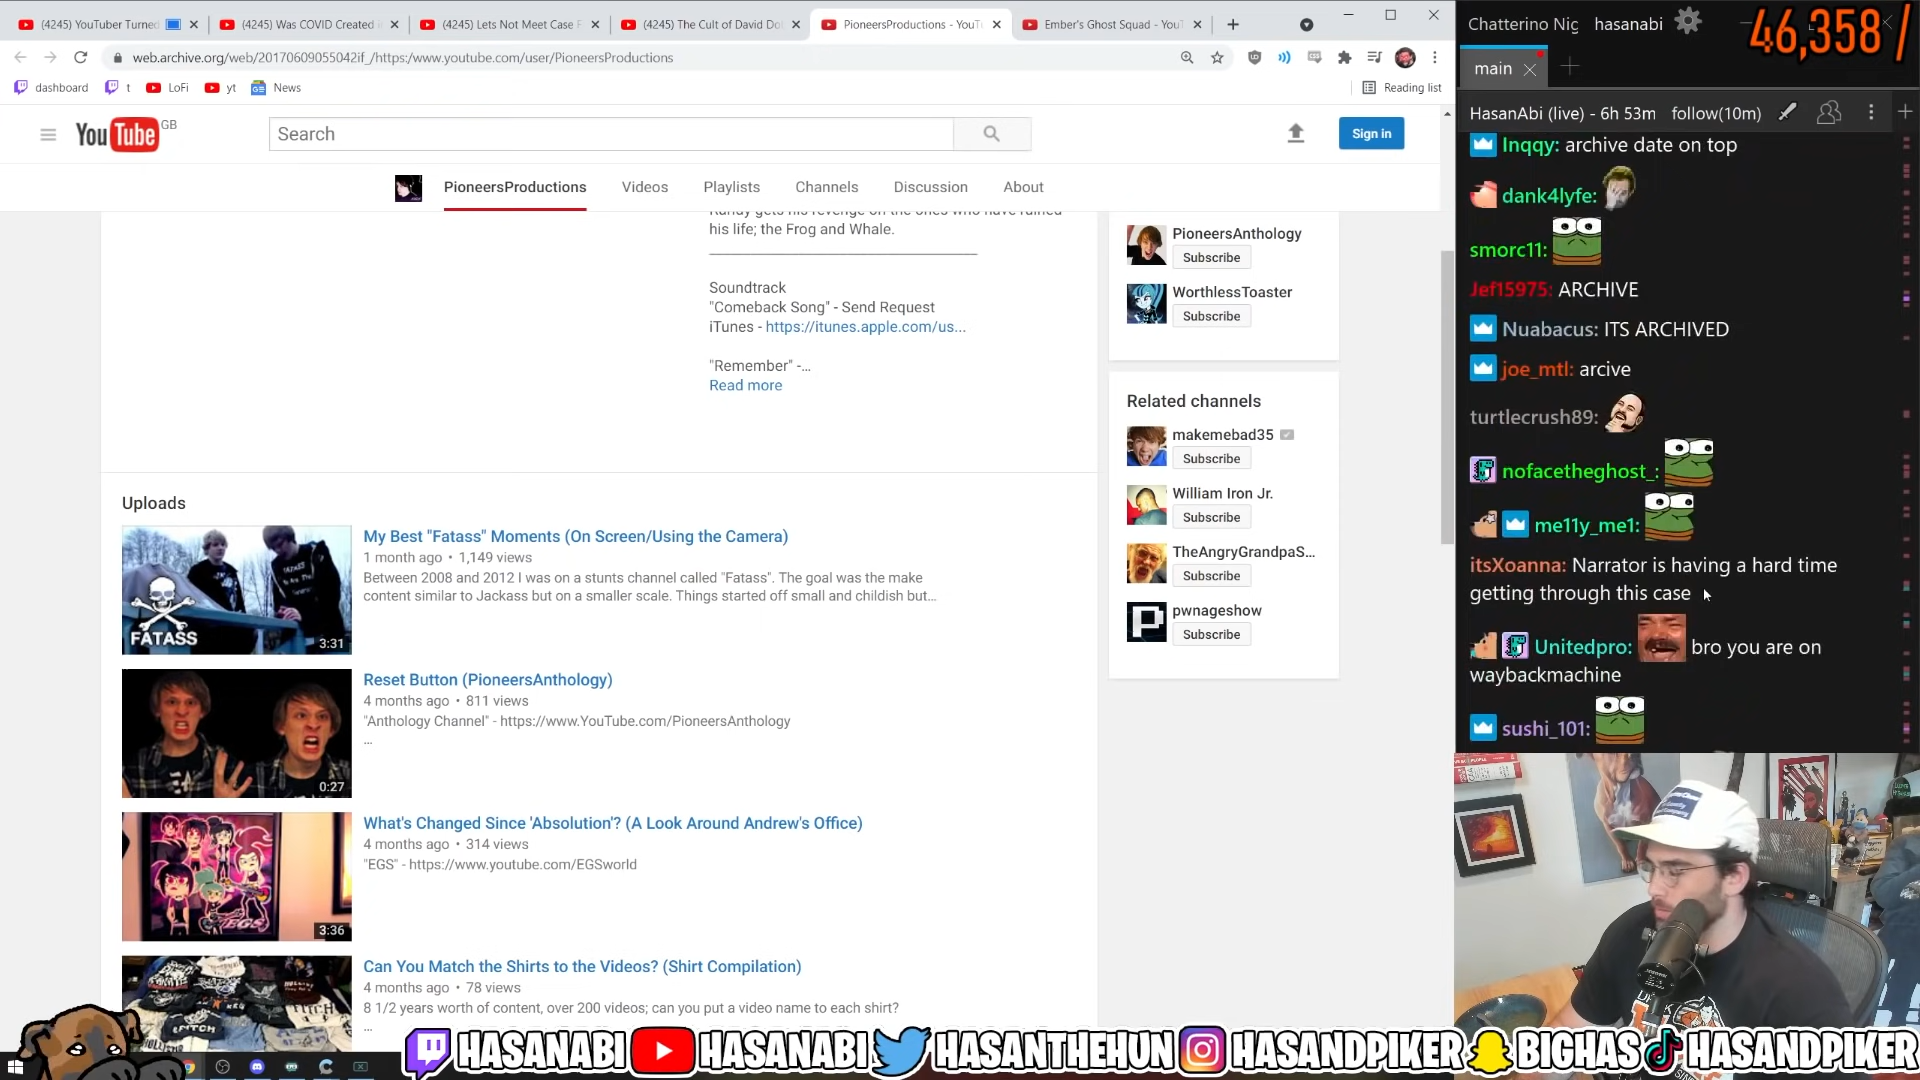 (4245) YouTuber Turned
(4245) Was COVID Created
(4245) Lets Not Meet Case F
(4245) The Cult of David Do
PioneersProductions - YouT
Ember's Ghost Squad - YouT
web.archive.org/web/20170609055042if_/https:/www.youtube.com/user/PioneersProductions
dashboard
t
LoFi
yt
News
Reading list
YouTube GB
Search
Sign in
PioneersProductions
Videos
Playlists
Channels
Discussion
About
Randy gets his revenge on the ones who have ruined
his life; the Frog and Whale.
Soundtrack
"Comeback Song" - Send Request
iTunes - https://itunes.apple.com/us...
"Remember" -...
Read more
PioneersAnthology
Subscribe
WorthlessToaster
Subscribe
Related channels
makemebad35
Subscribe
William Iron Jr.
Subscribe
TheAngryGrandpaS...
Subscribe
pwnageshow
Subscribe
Uploads
FATASS
3:31
My Best "Fatass" Moments (On Screen/Using the Camera)
1 month ago • 1,149 views
Between 2008 and 2012 I was on a stunts channel called "Fatass". The goal was the make
content similar to Jackass but on a smaller scale. Things started off small and childish but...
0:27
Reset Button (PioneersAnthology)
4 months ago • 811 views
"Anthology Channel" - https://www.YouTube.com/PioneersAnthology
...
EGS
3:36
What's Changed Since 'Absolution'? (A Look Around Andrew's Office)
4 months ago • 314 views
"EGS" - https://www.youtube.com/EGSworld
Can You Match the Shirts to the Videos? (Shirt Compilation)
4 months ago • 78 views
8 1/2 years worth of content, over 200 videos; can you put a video name to each shirt?
...
Chatterino Nig
hasanabi
46,358 /
main
HasanAbi (live) - 6h 53m
follow(10m)
Inqqy: archive date on top
dank4lyfe:
smorc11:
Jef15975: ARCHIVE
Nuabacus: ITS ARCHIVED
joe_mtl: arcive
turtlecrush89:
nofacetheghost_:
me11y_me1:
itsXoanna: Narrator is having a hard time
getting through this case
Unitedpro: bro you are on
waybackmachine
sushi_101:
HASANABI
HASANABI
HASANTHEHUN
HASANDPIKER
BIGHAS
HASANDPIKER